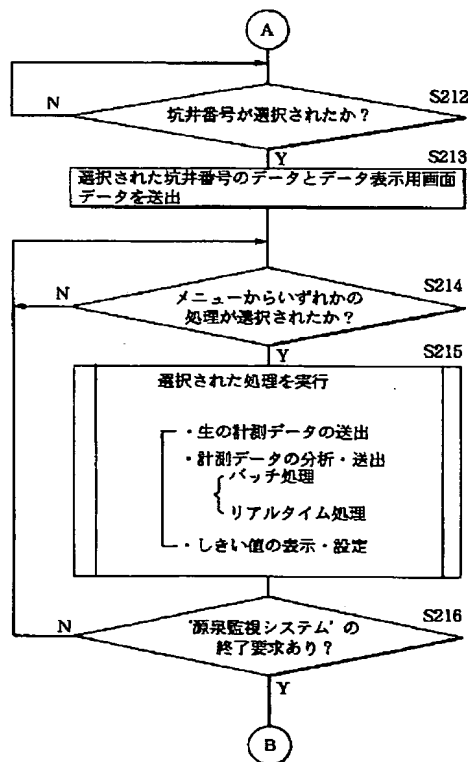 A
S212
N
坑井番号が選択されたか？
Y
S213
選択された坑井番号のデータとデータ表示用画面
データを送出
S214
N
メニューからいずれかの
処理が選択されたか？
Y
S215
選択された処理を実行
・生の計測データの送出
・計測データの分析・送出
バッチ処理
リアルタイム処理
・しきい値の表示・設定
S216
N
‘源泉監視システム’の
終了要求あり？
Y
B